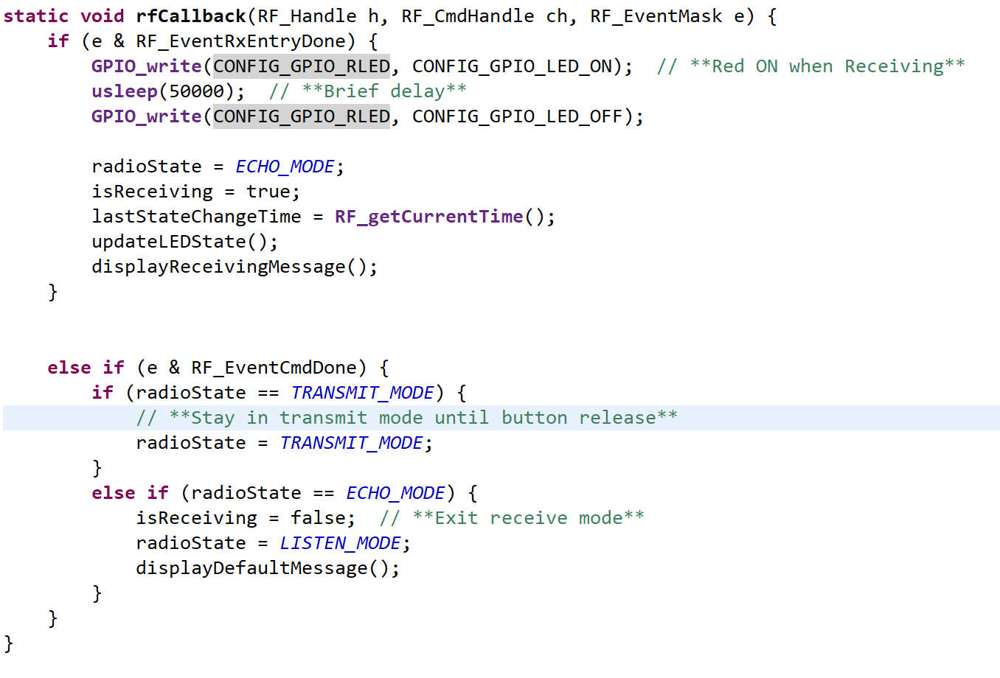 static void rfCallback(RF_Handle h, RF_CmdHandle ch, RF_EventMask e) {
    if (e & RF_EventRxEntryDone) {
        GPIO_write(CONFIG_GPIO_RLED, CONFIG_GPIO_LED_ON);  // **Red ON when Receiving**
        usleep(50000);  // **Brief delay**
        GPIO_write(CONFIG_GPIO_RLED, CONFIG_GPIO_LED_OFF);

        radioState = ECHO_MODE;
        isReceiving = true;
        lastStateChangeTime = RF_getCurrentTime();
        updateLEDState();
        displayReceivingMessage();
    }


    else if (e & RF_EventCmdDone) {
        if (radioState == TRANSMIT_MODE) {
            // **Stay in transmit mode until button release**
            radioState = TRANSMIT_MODE;
        }
        else if (radioState == ECHO_MODE) {
            isReceiving = false;  // **Exit receive mode**
            radioState = LISTEN_MODE;
            displayDefaultMessage();
        }
    }
}